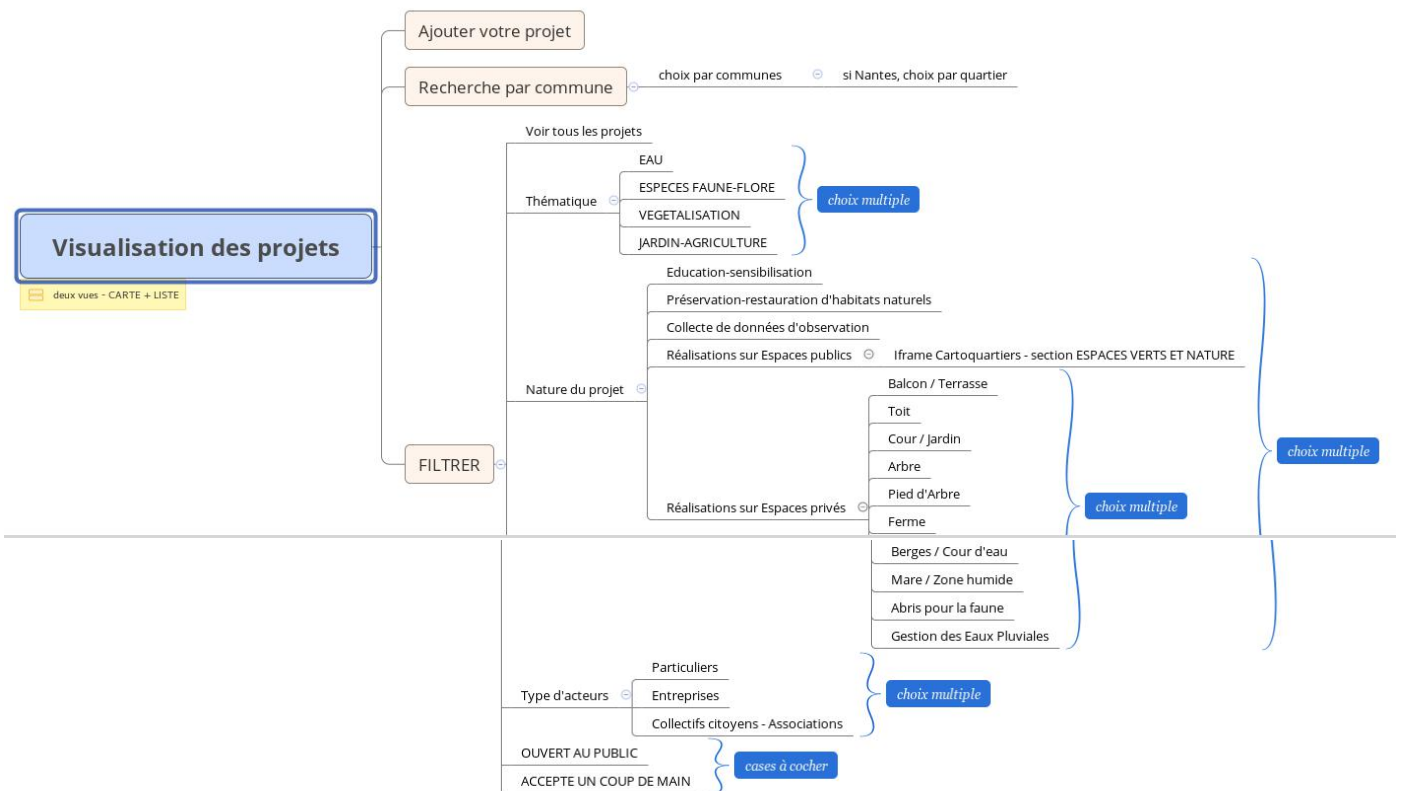 Ajouter votre projet
Recherche par commune
choix par communes
si Nantes, choix par quartier
Visualisation des projets
deux vues - CARTE + LISTE
FILTRER
Voir tous les projets
Thématique
EAU
ESPECES FAUNE-FLORE
VEGETALISATION
JARDIN-AGRICULTURE
choix multiple
Nature du projet
Education-sensibilisation
Préservation-restauration d'habitats naturels
Collecte de données d'observation
Réalisations sur Espaces publics
Iframe Cartoquartiers - section ESPACES VERTS ET NATURE
Réalisations sur Espaces privés
Balcon / Terrasse
Toit
Cour / Jardin
Arbre
Pied d'Arbre
Ferme
Berges / Cour d'eau
Mare / Zone humide
Abris pour la faune
Gestion des Eaux Pluviales
choix multiple
choix multiple
Type d'acteurs
Particuliers
Entreprises
Collectifs citoyens - Associations
choix multiple
OUVERT AU PUBLIC
ACCEPTE UN COUP DE MAIN
cases à cocher